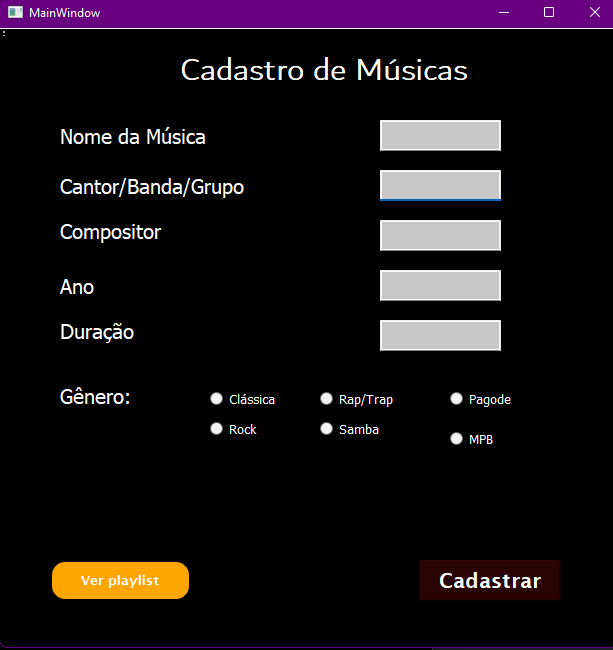 MainWindow
Cadastro de Músicas
Nome da Música
Cantor/Banda/Grupo
Compositor
Ano
Duração
Gênero:
Clássica Rap/Trap Pagode
Rock Samba MPB
Ver playlist Cadastrar